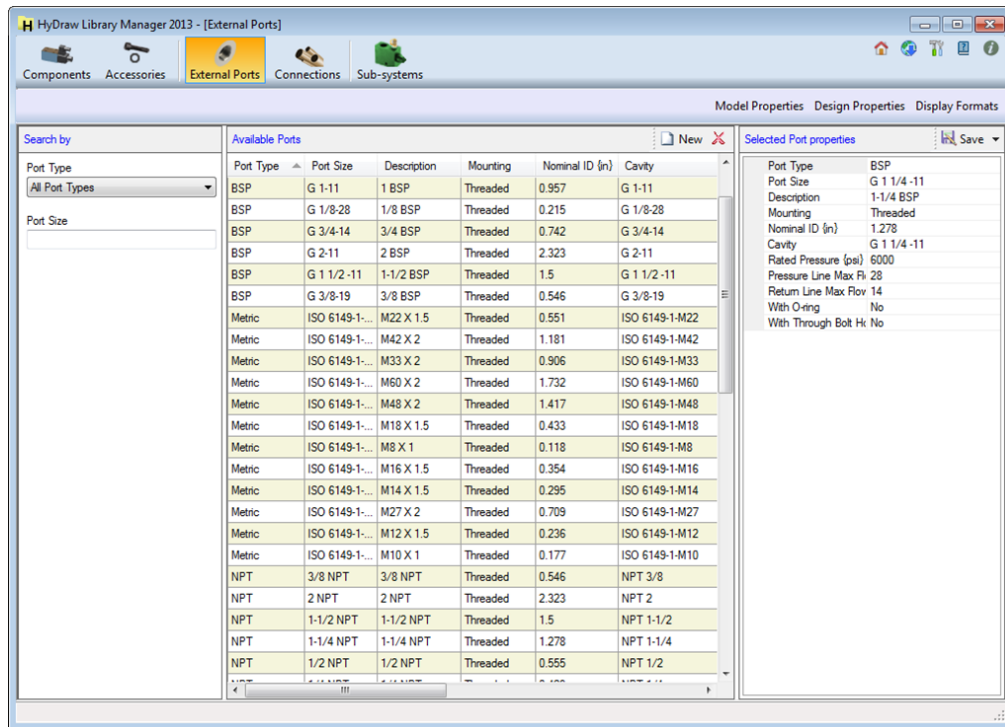 HyDraw Library Manager 2013 - [External Ports]
Components Accessories External Ports Connections Sub-systems
Model Properties Design Properties Display Formats
Search by
Port Type
All Port Types
Port Size
Available Ports New
Port Type Port Size Description Mounting Nominal ID {in} Cavity
BSP G 1-11 1 BSP Threaded 0.957 G 1-11
BSP G 1/8-28 1/8 BSP Threaded 0.215 G 1/8-28
BSP G 3/4-14 3/4 BSP Threaded 0.742 G 3/4-14
BSP G 2-11 2 BSP Threaded 2.323 G 2-11
BSP G 1 1/2 -11 1-1/2 BSP Threaded 1.5 G 1 1/2 -11
BSP G 3/8-19 3/8 BSP Threaded 0.546 G 3/8-19
Metric ISO 6149-1-... M22 X 1.5 Threaded 0.551 ISO 6149-1-M22
Metric ISO 6149-1-... M42 X 2 Threaded 1.181 ISO 6149-1-M42
Metric ISO 6149-1-... M33 X 2 Threaded 0.906 ISO 6149-1-M33
Metric ISO 6149-1-... M60 X 2 Threaded 1.732 ISO 6149-1-M60
Metric ISO 6149-1-... M48 X 2 Threaded 1.417 ISO 6149-1-M48
Metric ISO 6149-1-... M18 X 1.5 Threaded 0.433 ISO 6149-1-M18
Metric ISO 6149-1-... M8 X 1 Threaded 0.118 ISO 6149-1-M8
Metric ISO 6149-1-... M16 X 1.5 Threaded 0.354 ISO 6149-1-M16
Metric ISO 6149-1-... M14 X 1.5 Threaded 0.295 ISO 6149-1-M14
Metric ISO 6149-1-... M27 X 2 Threaded 0.709 ISO 6149-1-M27
Metric ISO 6149-1-... M12 X 1.5 Threaded 0.236 ISO 6149-1-M12
Metric ISO 6149-1-... M10 X 1 Threaded 0.177 ISO 6149-1-M10
NPT 3/8 NPT 3/8 NPT Threaded 0.546 NPT 3/8
NPT 2 NPT 2 NPT Threaded 2.323 NPT 2
NPT 1-1/2 NPT 1-1/2 NPT Threaded 1.5 NPT 1-1/2
NPT 1-1/4 NPT 1-1/4 NPT Threaded 1.278 NPT 1-1/4
NPT 1/2 NPT 1/2 NPT Threaded 0.555 NPT 1/2
Selected Port properties Save
Port Type BSP
Port Size G 1 1/4 -11
Description 1-1/4 BSP
Mounting Threaded
Nominal ID {in} 1.278
Cavity G 1 1/4 -11
Rated Pressure {psi} 6000
Pressure Line Max Fl 28
Return Line Max Flow 14
With O-ring No
With Through Bolt Ho No